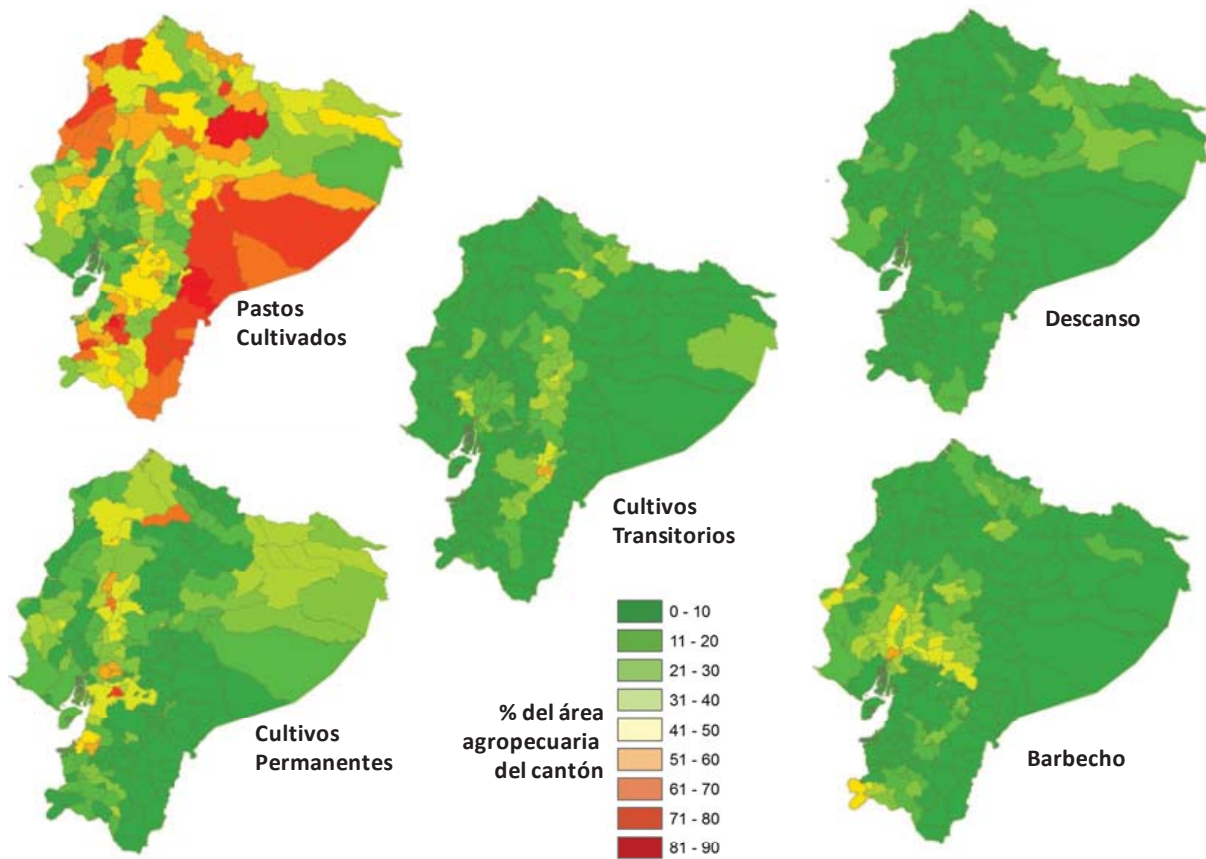 Pastos
Cultivados
Descanso
Cultivos
Transitorios
Cultivos
Permanentes
% del área
agropecuaria
del cantón
0 - 10
11 - 20
21 - 30
31 - 40
41 - 50
51 - 60
61 - 70
71 - 80
81 - 90
Barbecho